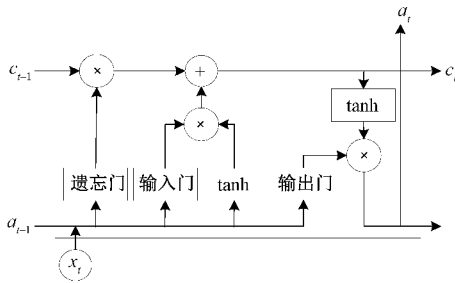 a_t
c_{t-1} × + c_t
tanh
× ×
遗忘门 输入门 tanh 输出门
a_{t-1}
x_t